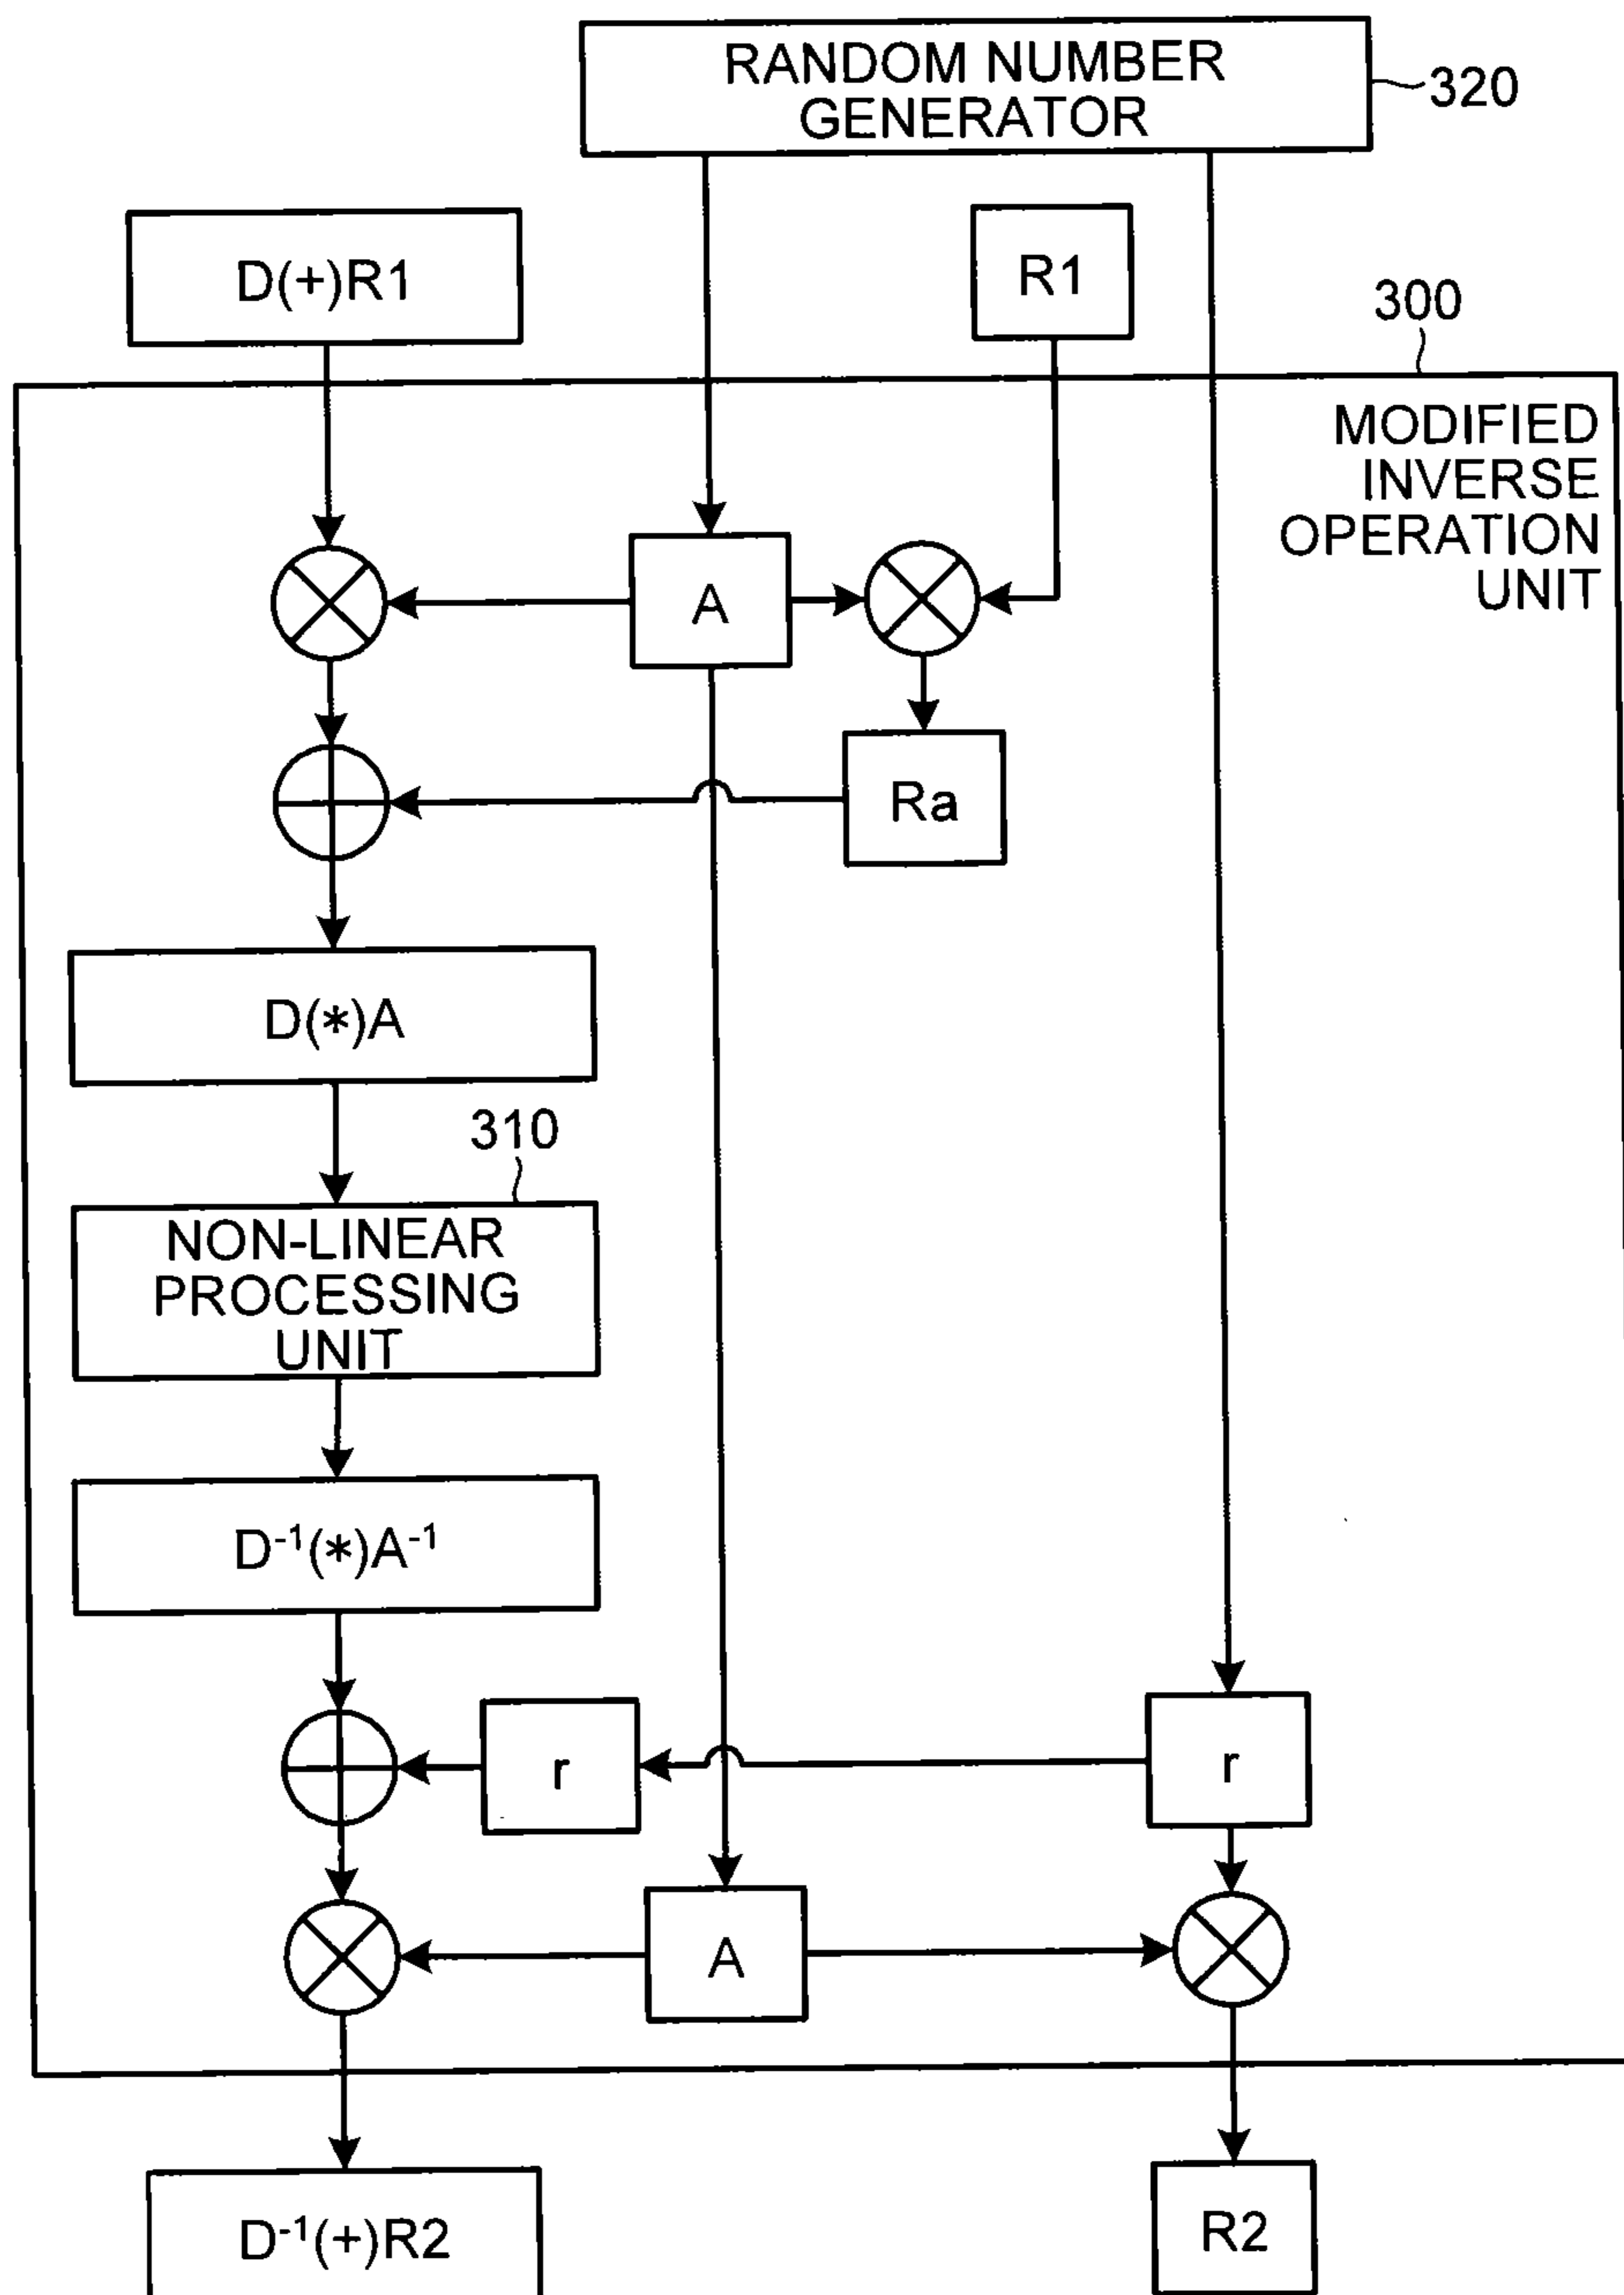 RANDOM NUMBER
GENERATOR
320
D(+)R1
R1
300
MODIFIED
INVERSE
OPERATION
UNIT
A
Ra
D(*)A
310
NON-LINEAR
PROCESSING
UNIT
D⁻¹(*)A⁻¹
r
r
A
D⁻¹(+)R2
R2